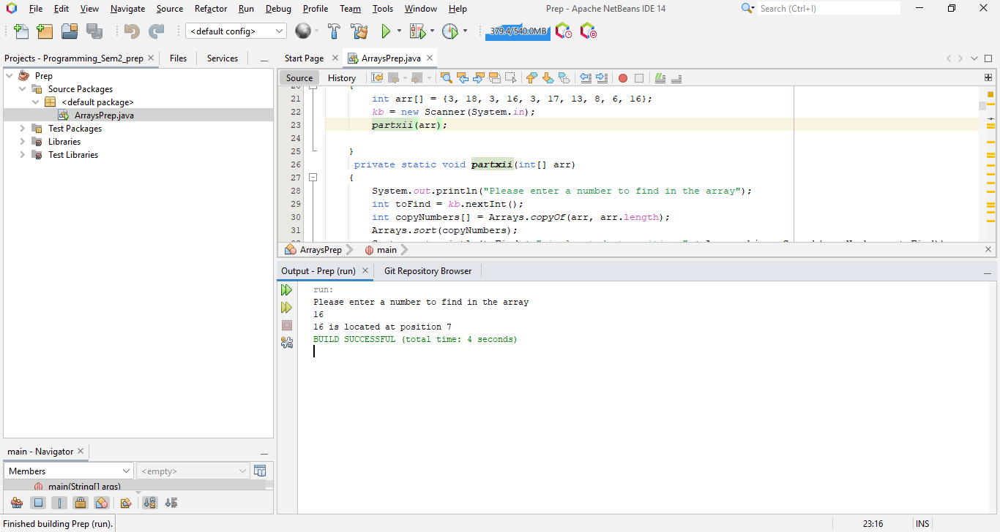 File Edit View Navigate Source Refactor Run Debug Profile Team Tools Window Help
Prep - Apache NetBeans IDE 14
Search (Ctrl+I)
<default config>
379.4/540.0MB
Projects - Programming_Sem2_prep
Files
Services
Prep
Source Packages
<default package>
ArraysPrep.java
Test Packages
Libraries
Test Libraries
Start Page
ArraysPrep.java
Source
History
20 {
21 int arr[] = {3, 18, 3, 16, 3, 17, 13, 8, 6, 16};
22 kb = new Scanner(System.in);
23 partxii(arr);
24
25 }
26 private static void partxii(int[] arr)
27 {
28 System.out.println("Please enter a number to find in the array");
29 int toFind = kb.nextInt();
30 int copyNumbers[] = Arrays.copyOf(arr, arr.length);
31 Arrays.sort(copyNumbers);
ArraysPrep
main
Output - Prep (run)
Git Repository Browser
run:
Please enter a number to find in the array
16
16 is located at position 7
BUILD SUCCESSFUL (total time: 4 seconds)
main - Navigator
Members
<empty>
main(String[] args)
Finished building Prep (run).
23:16
INS